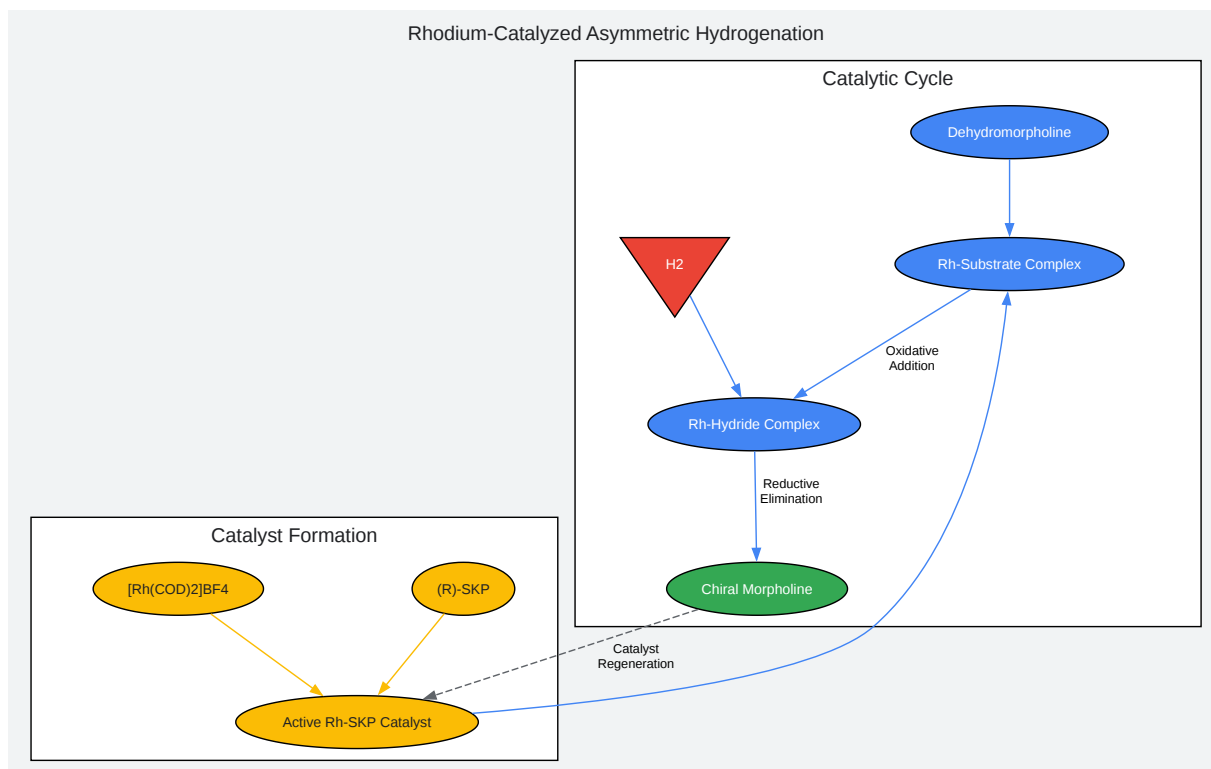 Rhodium-Catalyzed Asymmetric Hydrogenation
Catalytic Cycle
Dehydromorpholine
H2
Rh-Substrate Complex
Oxidative
Addition
Rh-Hydride Complex
Reductive
Elimination
Chiral Morpholine
Catalyst Formation
[Rh(COD)2]BF4
(R)-SKP
Catalyst
Regeneration
Active Rh-SKP Catalyst